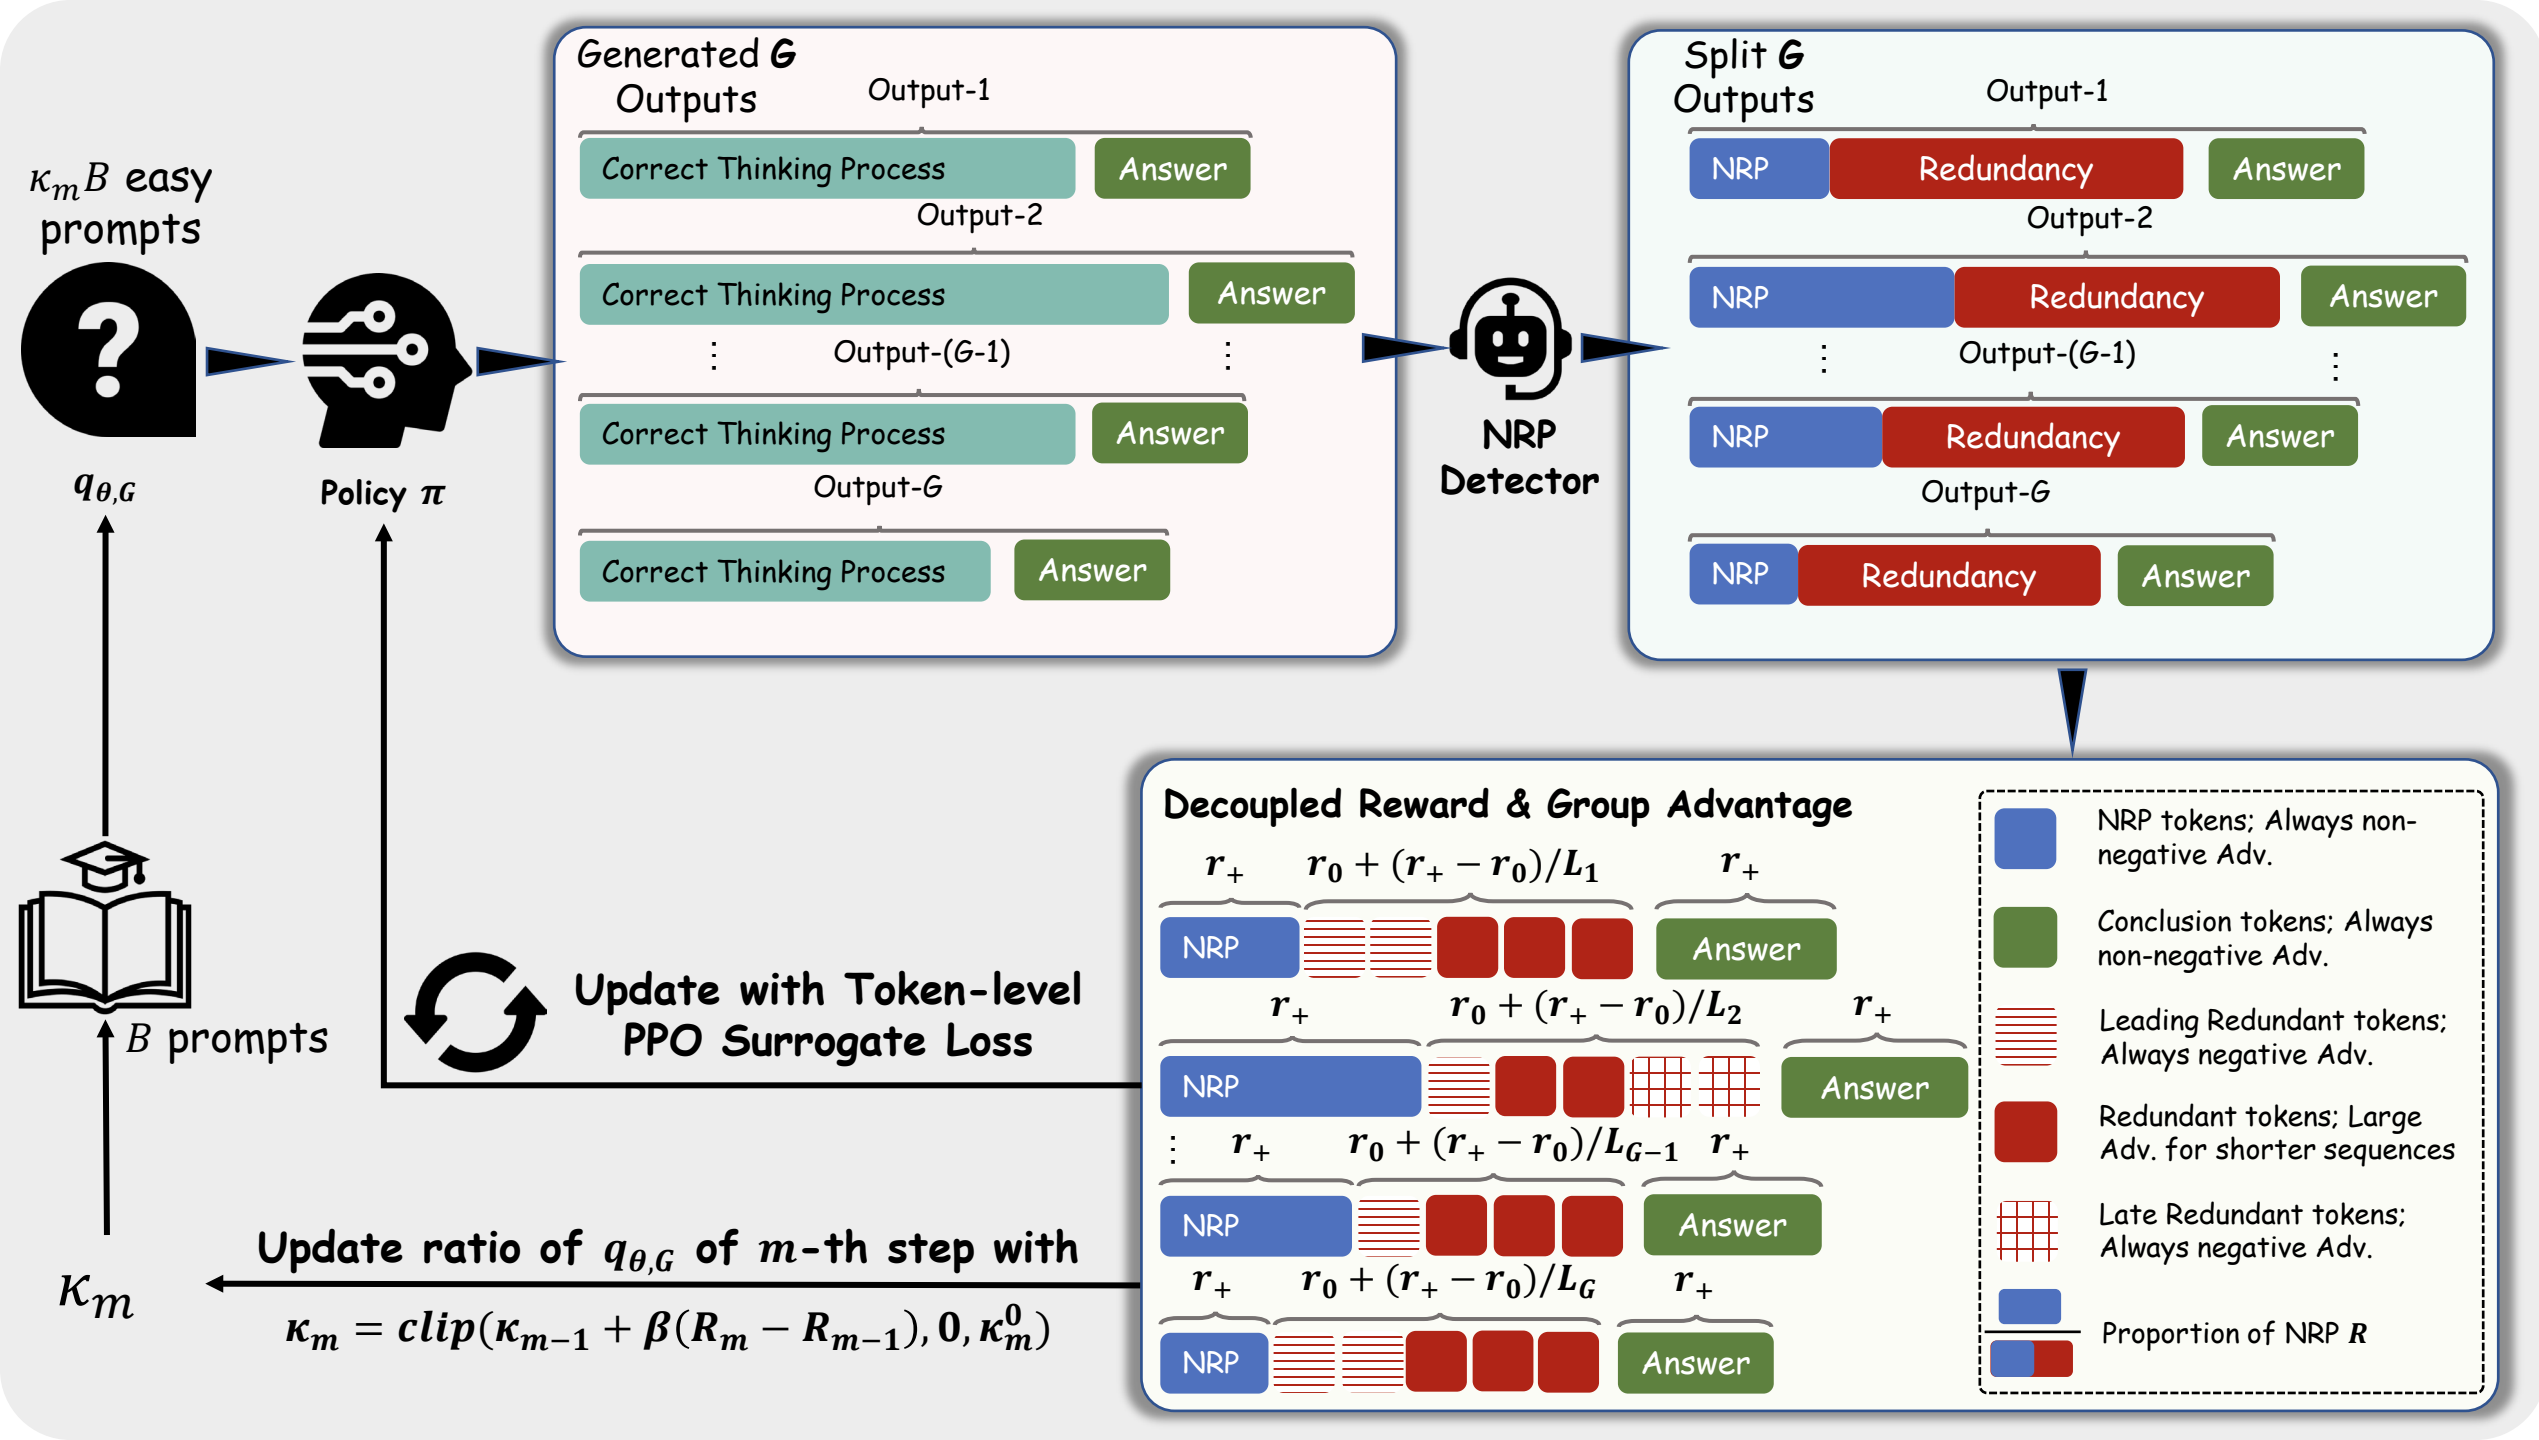 κ_m B easy
prompts
q_θ,G
Policy π
Generated G
Outputs
Output-1
Correct Thinking Process
Answer
Output-2
Correct Thinking Process
Answer
⋮ Output-(G-1) ⋮
Correct Thinking Process
Answer
Output-G
Correct Thinking Process
Answer
NRP
Detector
Split G
Outputs
Output-1
NRP Redundancy Answer
Output-2
NRP Redundancy Answer
⋮ Output-(G-1) ⋮
NRP Redundancy Answer
Output-G
NRP Redundancy Answer
Decoupled Reward & Group Advantage
r_+ r_0 + (r_+ − r_0)/L_1 r_+
NRP Answer
r_+ r_0 + (r_+ − r_0)/L_2 r_+
NRP Answer
⋮ r_+ r_0 + (r_+ − r_0)/L_{G−1} r_+
NRP Answer
r_+ r_0 + (r_+ − r_0)/L_G r_+
NRP Answer
NRP tokens; Always non-
negative Adv.
Conclusion tokens; Always
non-negative Adv.
Leading Redundant tokens;
Always negative Adv.
Redundant tokens; Large
Adv. for shorter sequences
Late Redundant tokens;
Always negative Adv.
Proportion of NRP R
Update with Token-level
PPO Surrogate Loss
B prompts
Update ratio of q_θ,G of m-th step with
κ_m = clip(κ_{m−1} + β(R_m − R_{m−1}), 0, κ_m^0)
κ_m